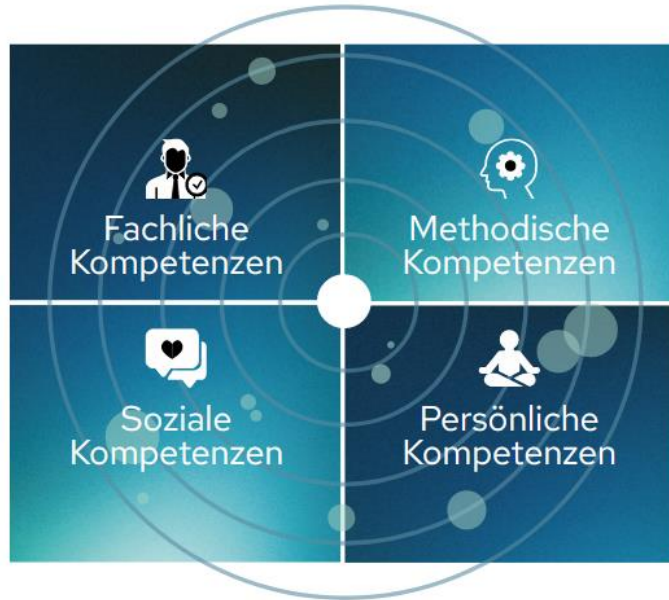 Fachliche
Kompetenzen
Methodische
Kompetenzen
Soziale
Kompetenzen
Persönliche
Kompetenzen